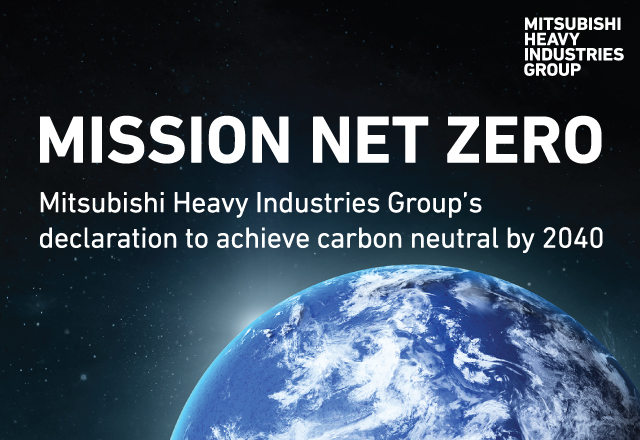 MITSUBISHI
HEAVY
INDUSTRIES
GROUP
MISSION NET ZERO
Mitsubishi Heavy Industries Group’s
declaration to achieve carbon neutral by 2040